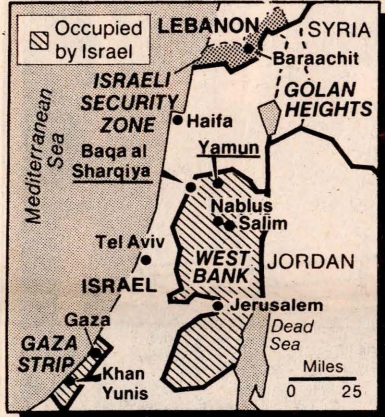 Occupied
by Israel
LEBANON
SYRIA
Baraachit
ISRAELI
SECURITY
ZONE
GOLAN
HEIGHTS
Mediterranean
Sea
Haifa
Baqa al
Sharqiya
Yamun
Nablus
Salim
Tel Aviv
WEST
BANK
JORDAN
ISRAEL
Jerusalem
Gaza
Dead
Sea
GAZA
STRIP
Khan
Yunis
Miles
0 25